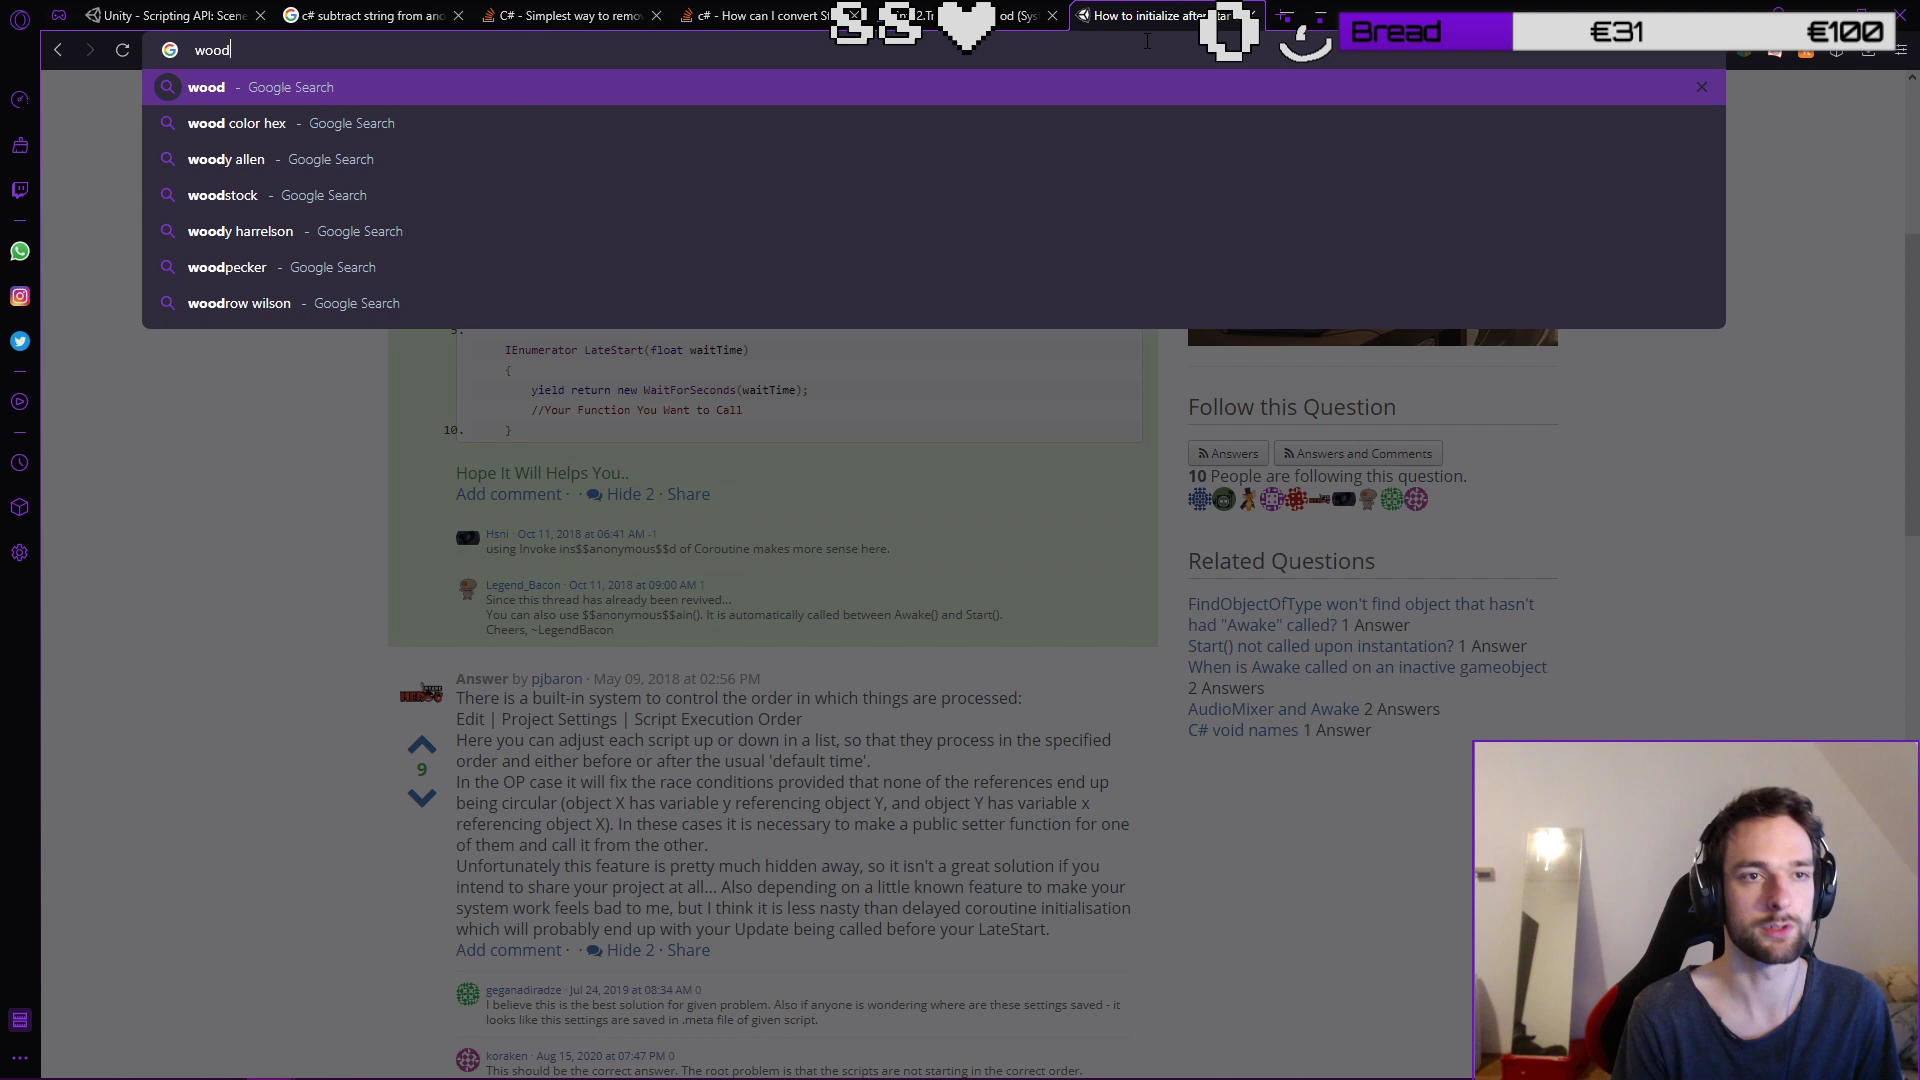 Unity - Scripting API: Scene
c# subtract string from ano
C# - Simplest way to remov
c# - How can I convert St
od (Sys
How to initialize after Star
Bread €31 €100
wood
wood - Google Search
wood color hex - Google Search
woody allen - Google Search
woodstock - Google Search
woody harrelson - Google Search
woodpecker - Google Search
woodrow wilson - Google Search
5.
IEnumerator LateStart(float waitTime)
{
yield return new WaitForSeconds(waitTime);
//Your Function You Want to Call
10. }
Hope It Will Helps You..
Add comment · · Hide 2 · Share
Hsni · Oct 11, 2018 at 06:41 AM -1
using Invoke ins$$anonymous$$d of Coroutine makes more sense here.
Legend_Bacon · Oct 11, 2018 at 09:00 AM 1
Since this thread has already been revived...
You can also use $$anonymous$$ain(). It is automatically called between Awake() and Start().
Cheers, ~LegendBacon
Answer by pjbaron · May 09, 2018 at 02:56 PM
There is a built-in system to control the order in which things are processed:
Edit | Project Settings | Script Execution Order
Here you can adjust each script up or down in a list, so that they process in the specified
order and either before or after the usual 'default time'.
9
In the OP case it will fix the race conditions provided that none of the references end up
being circular (object X has variable y referencing object Y, and object Y has variable x
referencing object X). In these cases it is necessary to make a public setter function for one
of them and call it from the other.
Unfortunately this feature is pretty much hidden away, so it isn't a great solution if you
intend to share your project at all... Also depending on a little known feature to make your
system work feels bad to me, but I think it is less nasty than delayed coroutine initialisation
which will probably end up with your Update being called before your LateStart.
Add comment · · Hide 2 · Share
geganadiradze · Jul 24, 2019 at 08:34 AM 0
I believe this is the best solution for given problem. Also if anyone is wondering where are these settings saved - it
looks like this settings are saved in .meta file of given script.
koraken · Aug 15, 2020 at 07:47 PM 0
This should be the correct answer. The root problem is that the scripts are not starting in the correct order.
Follow this Question
Answers
Answers and Comments
10 People are following this question.
Related Questions
FindObjectOfType won't find object that hasn't
had "Awake" called? 1 Answer
Start() not called upon instantation? 1 Answer
When is Awake called on an inactive gameobject
2 Answers
AudioMixer and Awake 2 Answers
C# void names 1 Answer